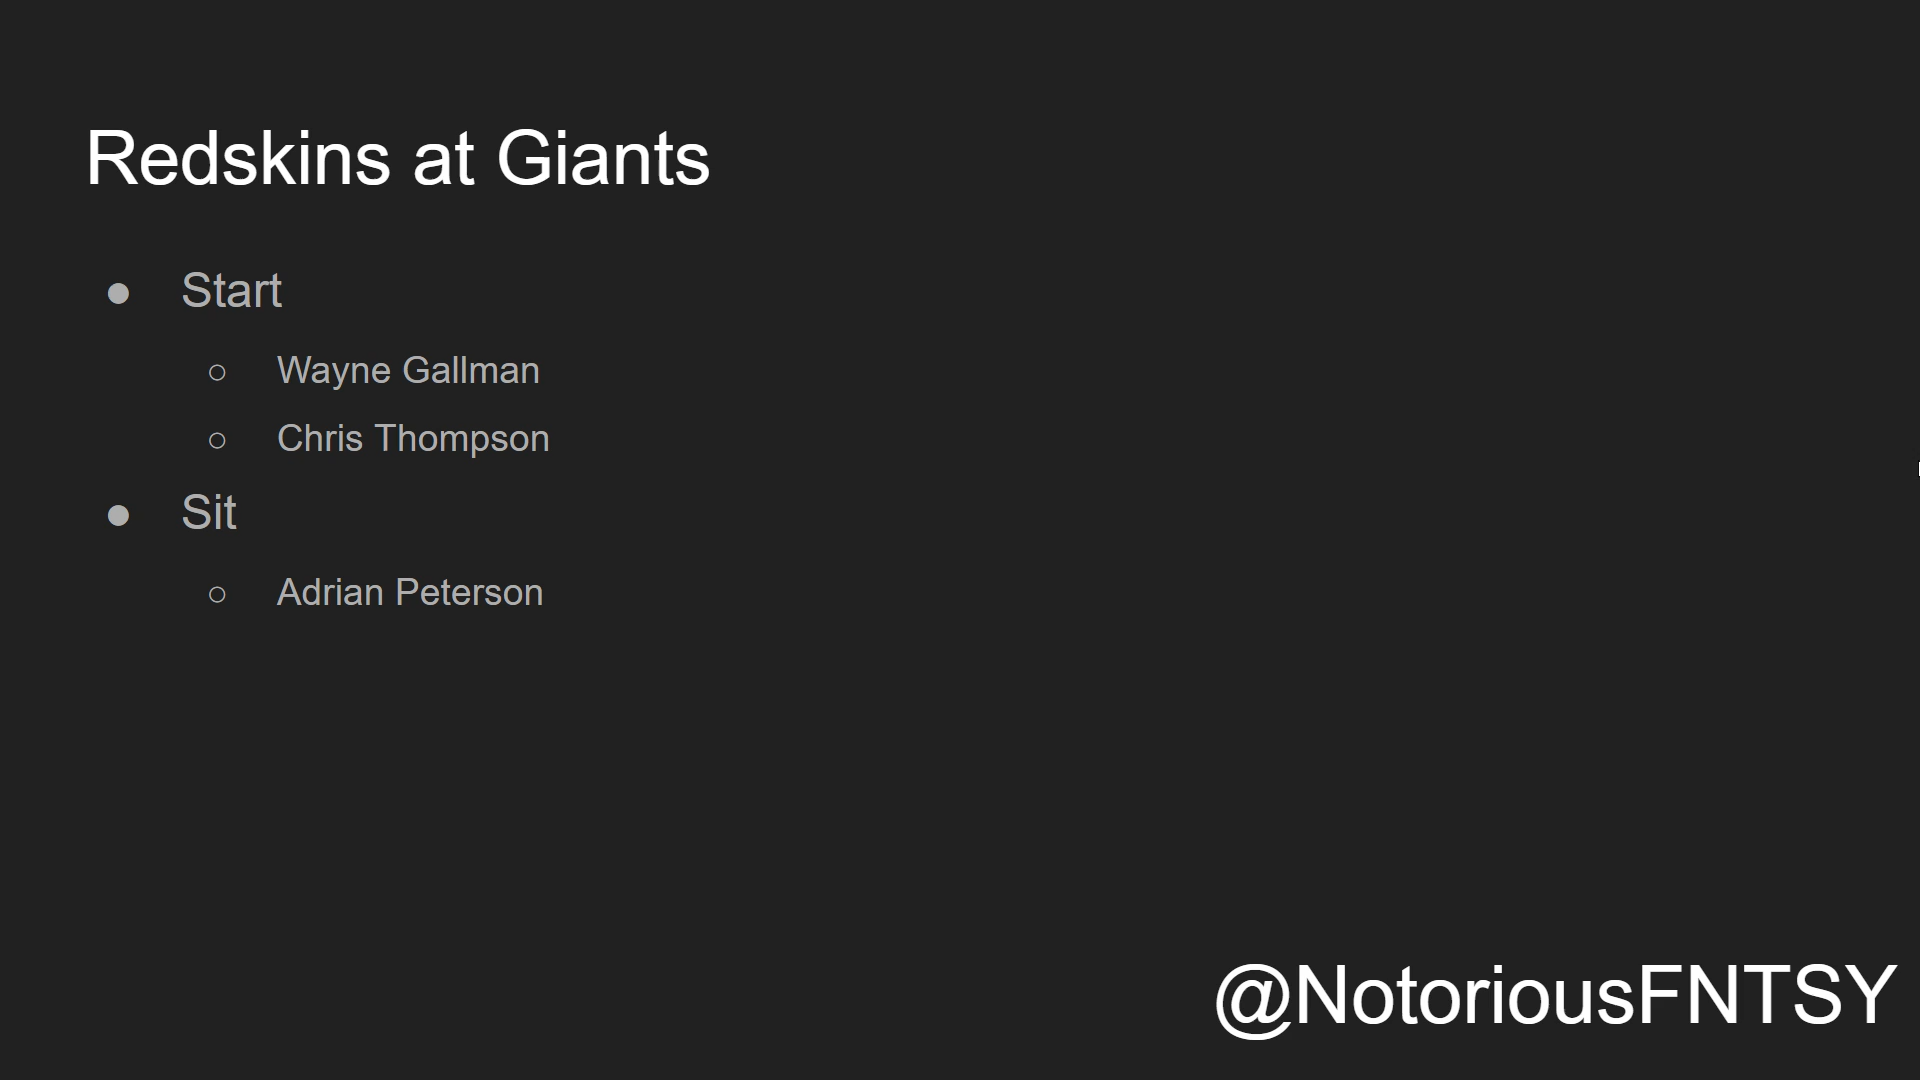 Redskins at Giants
● Start
○ Wayne Gallman
○ Chris Thompson
● Sit
○ Adrian Peterson
@NotoriousFNTSY